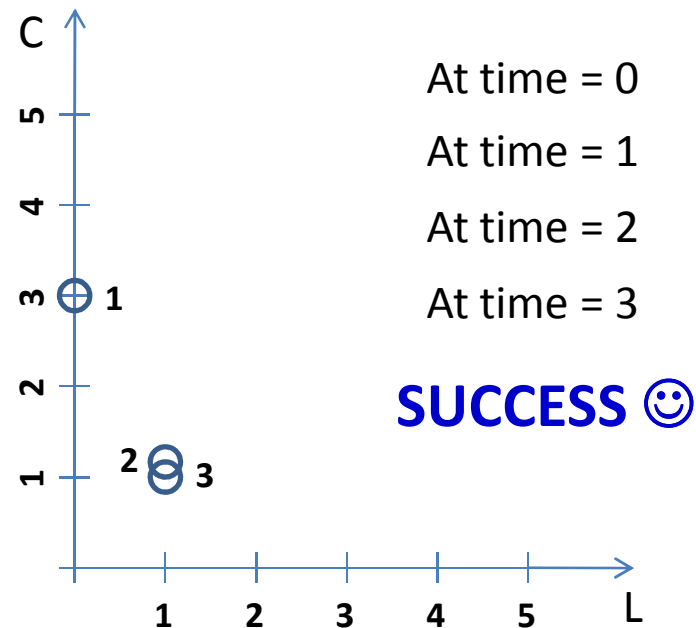 C
At time = 0
5
At time = 1
4
At time = 2
3
1
At time = 3
2
SUCCESS ☺
2
3
1
1
2
3
4
5
L